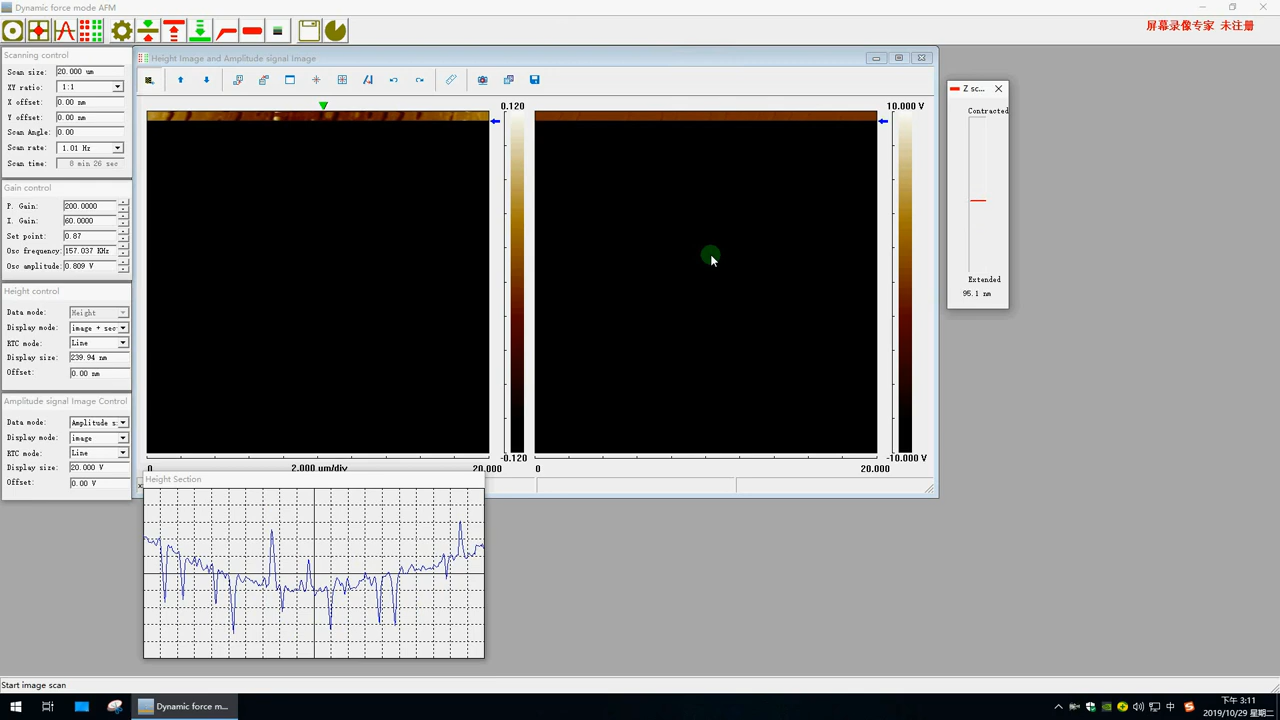 Dynamic force mode AFM
屏幕录像专家 未注册
Scanning control
Scan size: 20.000 um
XY ratio: 1:1
X offset: 0.00 nm
Y offset: 0.00 nm
Scan Angle: 0.00
Scan rate: 1.01 Hz
Scan time: 8 min 26 sec
Gain control
P. Gain: 200.0000
I. Gain: 60.0000
Set point: 0.87
Osc frequency: 157.037 KHz
Osc amplitude: 0.809 V
Height control
Data mode: Height
Display mode: image + sec
RTC mode: Line
Display size: 239.94 nm
Offset: 0.00 nm
Amplitude signal Image Control
Data mode: Amplitude s:
Display mode: image
RTC mode: Line
Display size: 20.000 V
Offset: 0.00 V
Height Image and Amplitude signal Image
0.120
-0.120
0
2.000 um/div
20.000
10.000 V
-10.000 V
0
20.000
Height Section
Z sc...
Contracted
Extended
95.1 nm
Start image scan
Dynamic force m...
中
下午 3:11
2019/10/29 星期二